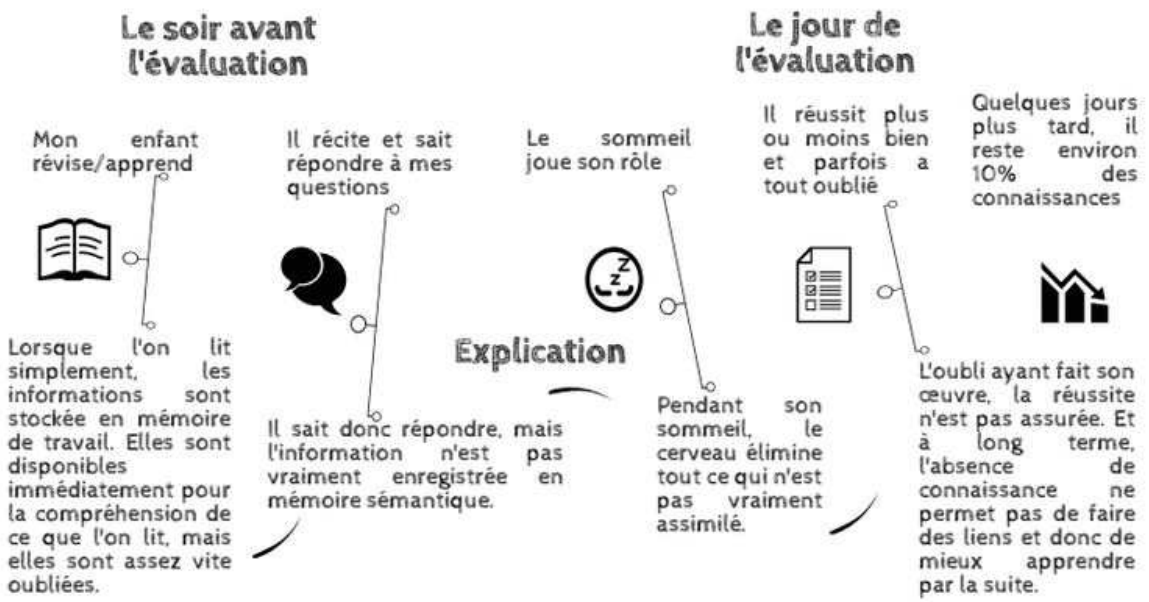 Le soir avant
l'évaluation
Le jour de
l'évaluation
Mon enfant
révise/apprend
Il récite et sait
répondre à mes
questions
Le sommeil
joue son rôle
Il réussit plus
ou moins bien
et parfois a
tout oublié
Quelques jours
plus tard, il
reste environ
10% des
connaissances
z
z
Explication
Lorsque l'on lit
simplement, les
informations sont
stockée en mémoire
de travail. Elles sont
disponibles
immédiatement pour
la compréhension de
ce que l'on lit, mais
elles sont assez vite
oubliées.
Il sait donc répondre, mais
l'information n'est pas
vraiment enregistrée en
mémoire sémantique.
Pendant son
sommeil, le
cerveau élimine
tout ce qui n'est
pas vraiment
assimilé.
L'oubli ayant fait son
œuvre, la réussite
n'est pas assurée. Et
à long terme,
l'absence de
connaissance ne
permet pas de faire
des liens et donc de
mieux apprendre
par la suite.